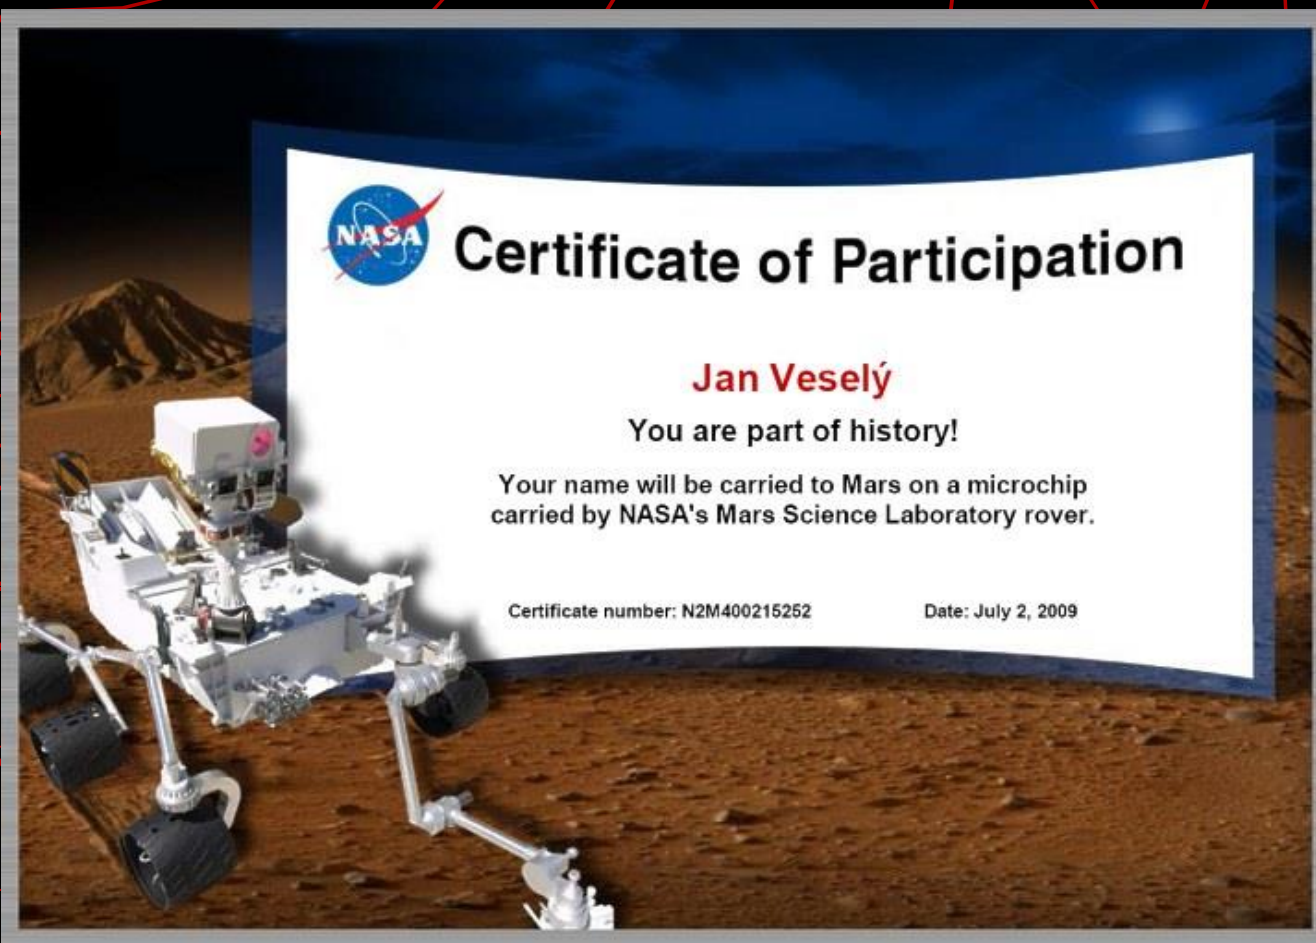 NASA
Certificate of Participation
Jan Veselý
You are part of history!
Your name will be carried to Mars on a microchip
carried by NASA's Mars Science Laboratory rover.
Certificate number: N2M400215252 Date: July 2, 2009